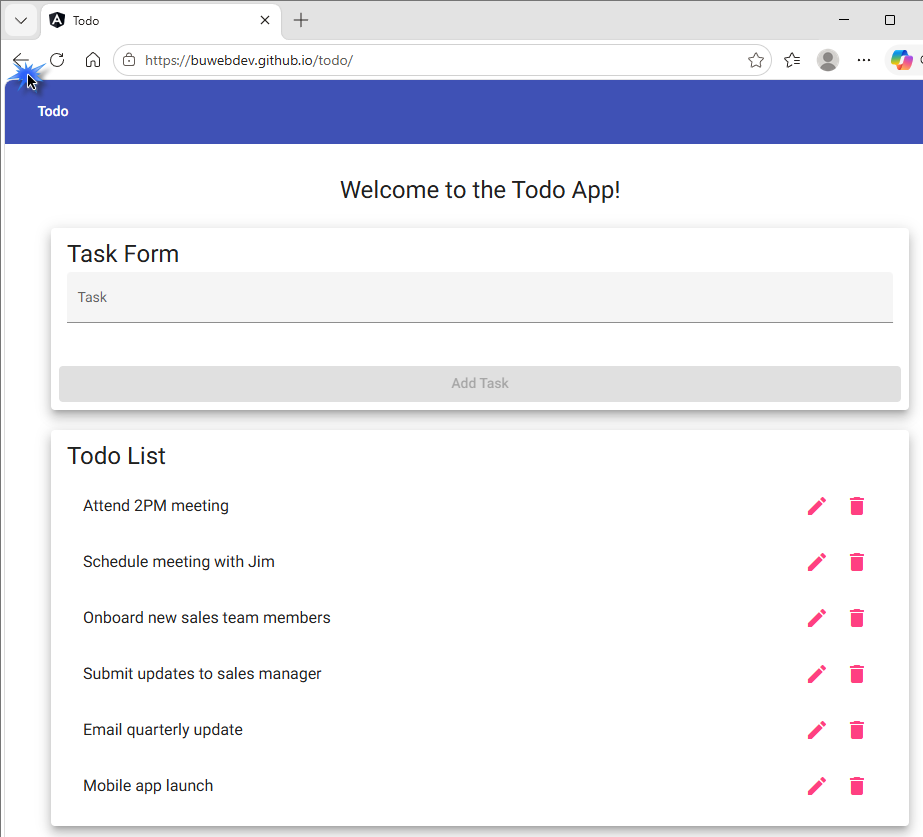 Todo
https://buwebdev.github.io/todo/
Todo
Welcome to the Todo App!
Task Form
Task
Add Task
Todo List
Attend 2PM meeting
Schedule meeting with Jim
Onboard new sales team members
Submit updates to sales manager
Email quarterly update
Mobile app launch